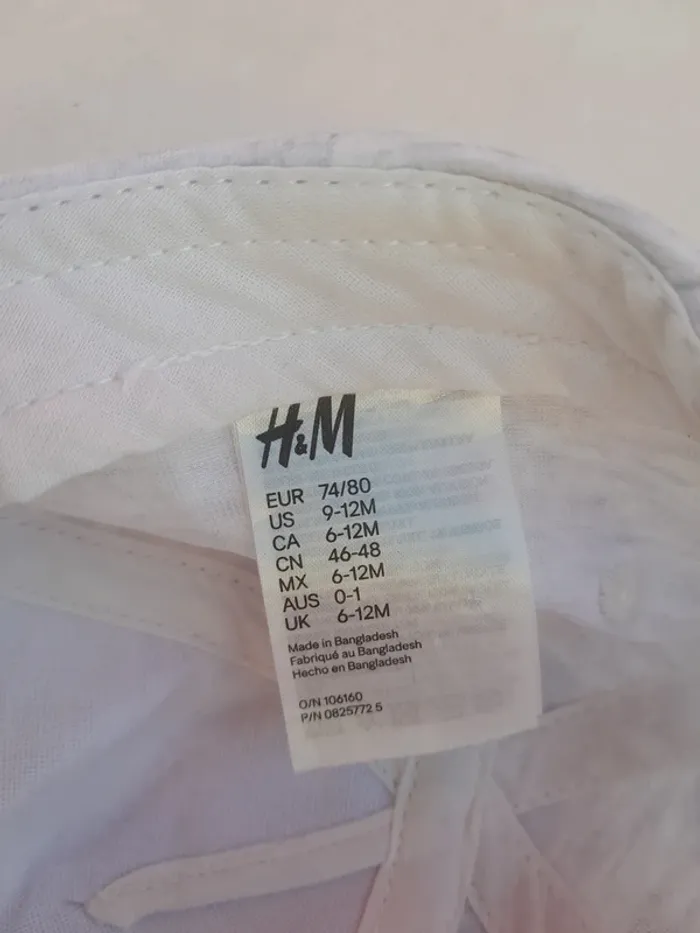 H&M
EUR 74/80
US 9-12M
CA 6-12M
CN 46-48
MX 6-12M
AUS 0-1
UK 6-12M
Made in Bangladesh
Fabriqué au Bangladesh
Hecho en Bangladesh
O/N 106160
P/N 0825772 5